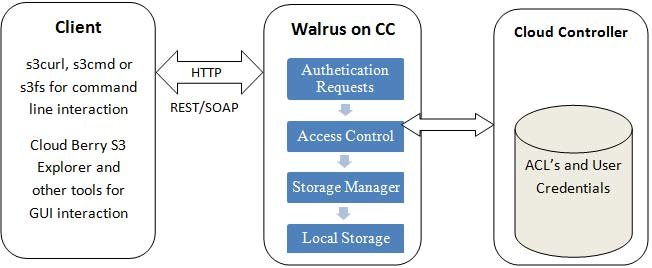 Client
s3curl, s3cmd or
s3fs for command
line interaction
Cloud Berry S3
Explorer and
other tools for
GUI interaction
HTTP
REST/SOAP
Walrus on CC
Authetication
Requests
Access Control
Storage Manager
Local Storage
Cloud Controller
ACL's and User
Credentials